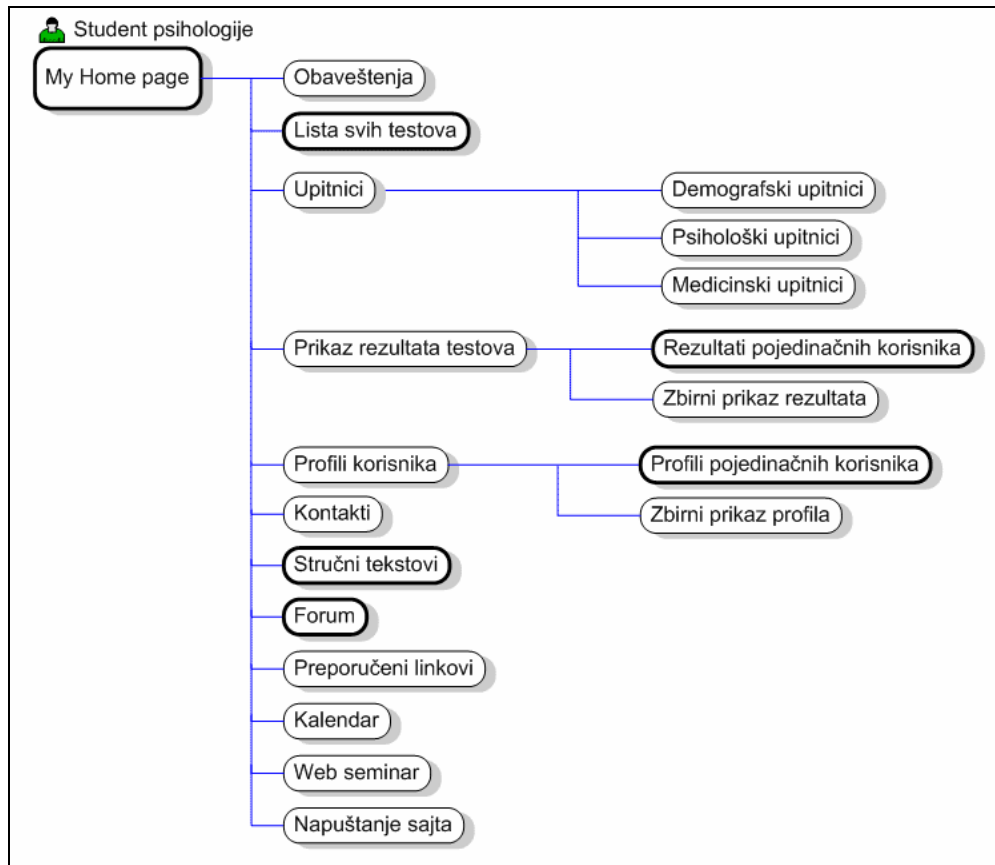 Student psihologije
My Home page
Obaveštenja
Lista svih testova
Upitnici
Demografski upitnici
Psihološki upitnici
Medicinski upitnici
Prikaz rezultata testova
Rezultati pojedinačnih korisnika
Zbirni prikaz rezultata
Profili korisnika
Profili pojedinačnih korisnika
Zbirni prikaz profila
Kontakti
Stručni tekstovi
Forum
Preporučeni linkovi
Kalendar
Web seminar
Napuštanje sajta